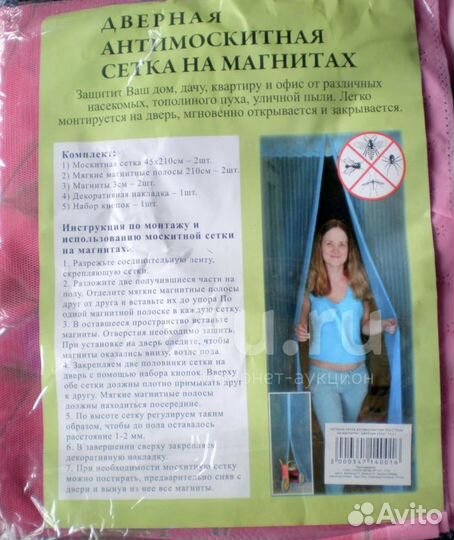 ДВЕРНАЯ
АНТИМОСКИТНАЯ
СЕТКА НА МАГНИТАХ
Защитит Ваш дом, дачу, квартиру и офис от различных
насекомых, тополиного пуха, уличной пыли. Легко
монтируется на дверь, мгновенно открывается и закрывается.
Комплект:
1) Москитная сетка 45х210см – 2шт.
2) Мягкие магнитные полосы 210см – 2шт.
3) Магниты 3см – 2шт.
4) Декоративная накладка – 1шт.
5) Набор кнопок – 1шт.
Инструкция по монтажу и
использованию москитной сетки
на магнитах.
1. Разрежьте соединительную ленту,
скрепляющую сетки.
2. Разложите две получившиеся части на
полу. Отделите мягкие магнитные полосы
друг от друга и вставьте их до упора По
одной магнитной полоске в каждую сетку.
3. В оставшееся пространство вставьте
магниты. Отверстия необходимо зашить.
При установке на дверь следите, чтобы
магниты оказались внизу, возле пола.
4. Закрепляем две половинки сетки на
дверь с помощью набора кнопок. Вверху
обе сетки должны плотно примыкать друг
к другу. Мягкие магнитные полосы
должны находиться посередине.
5. По высоте сетку регулируем таким
образом, чтобы до пола оставалось
расстояние 1-2 мм.
6. В завершении сверху закрепляем
декоративную накладку.
7. При необходимости москитную сетку
можно постирать, предварительно сняв с
двери и вынув из нее все магниты.
u.ru
нет-аукцион
8 000347 140018
Avito